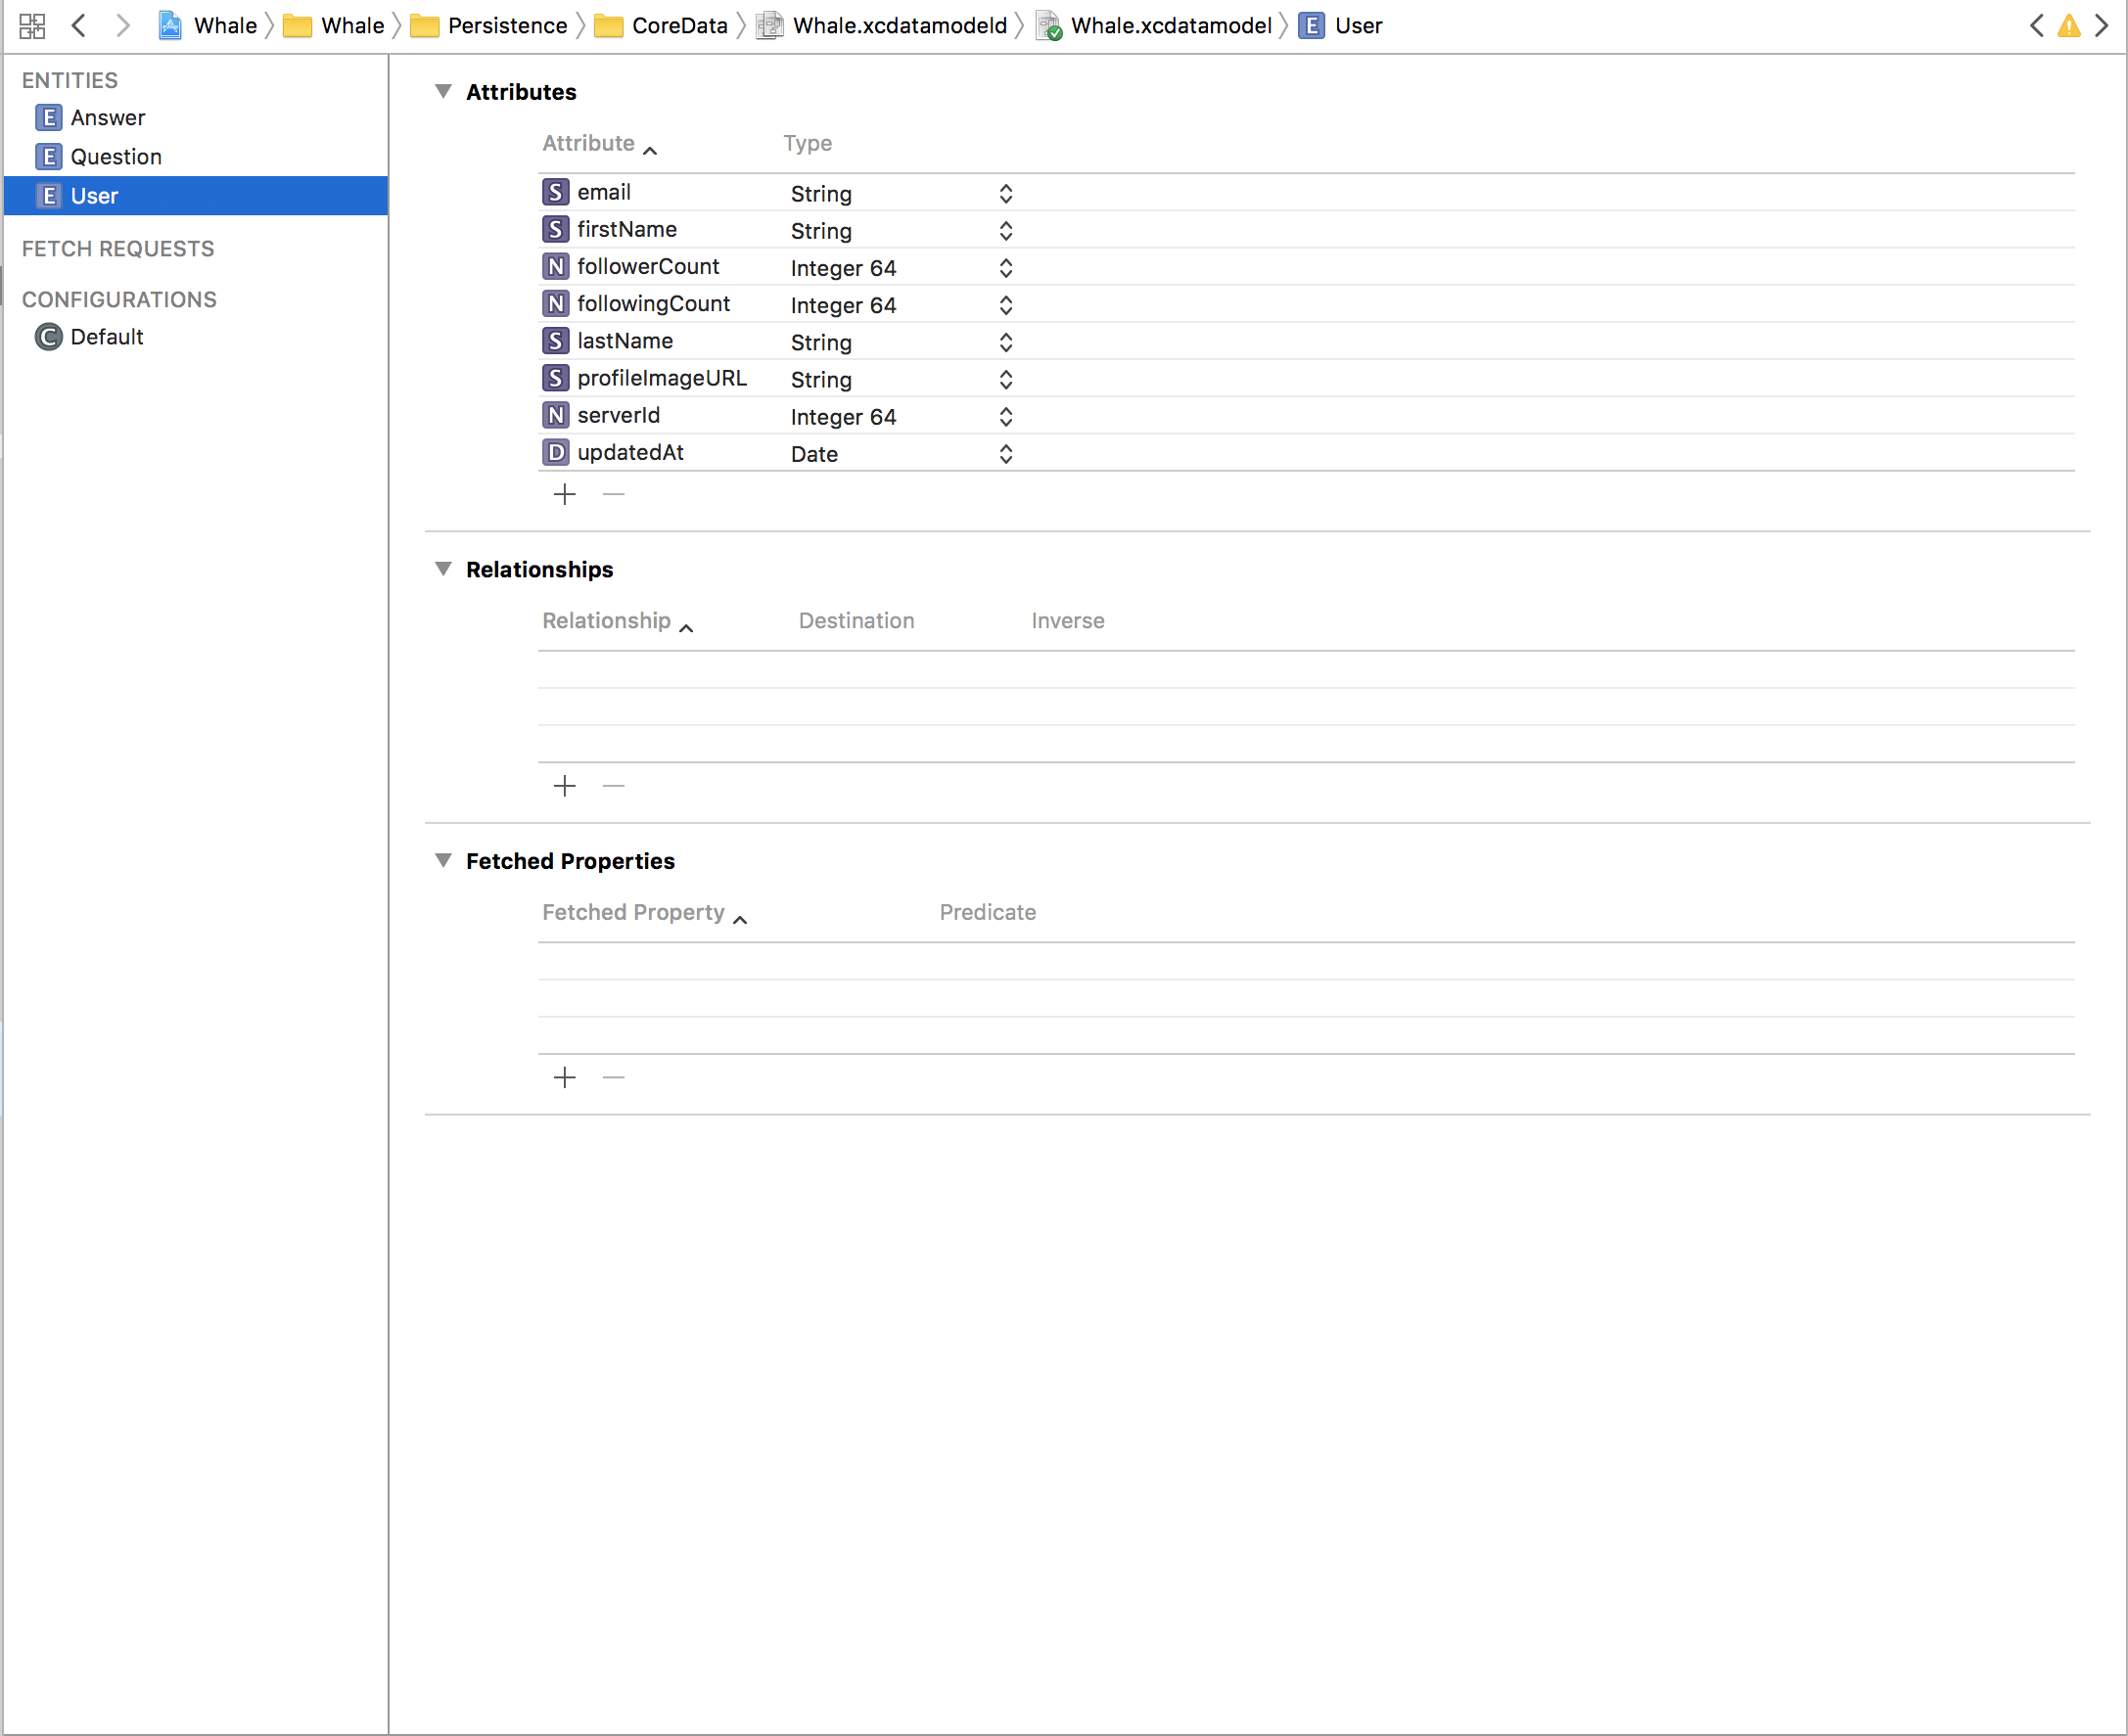 Whale Whale Persistence CoreData Whale.xcdatamodeld Whale.xcdatamodel E User
ENTITIES
E Answer
E Question
E User
FETCH REQUESTS
CONFIGURATIONS
C Default
Attributes
Attribute Type
S email String
S firstName String
N followerCount Integer 64
N followingCount Integer 64
S lastName String
S profileImageURL String
N serverId Integer 64
D updatedAt Date
Relationships
Relationship Destination Inverse
Fetched Properties
Fetched Property Predicate